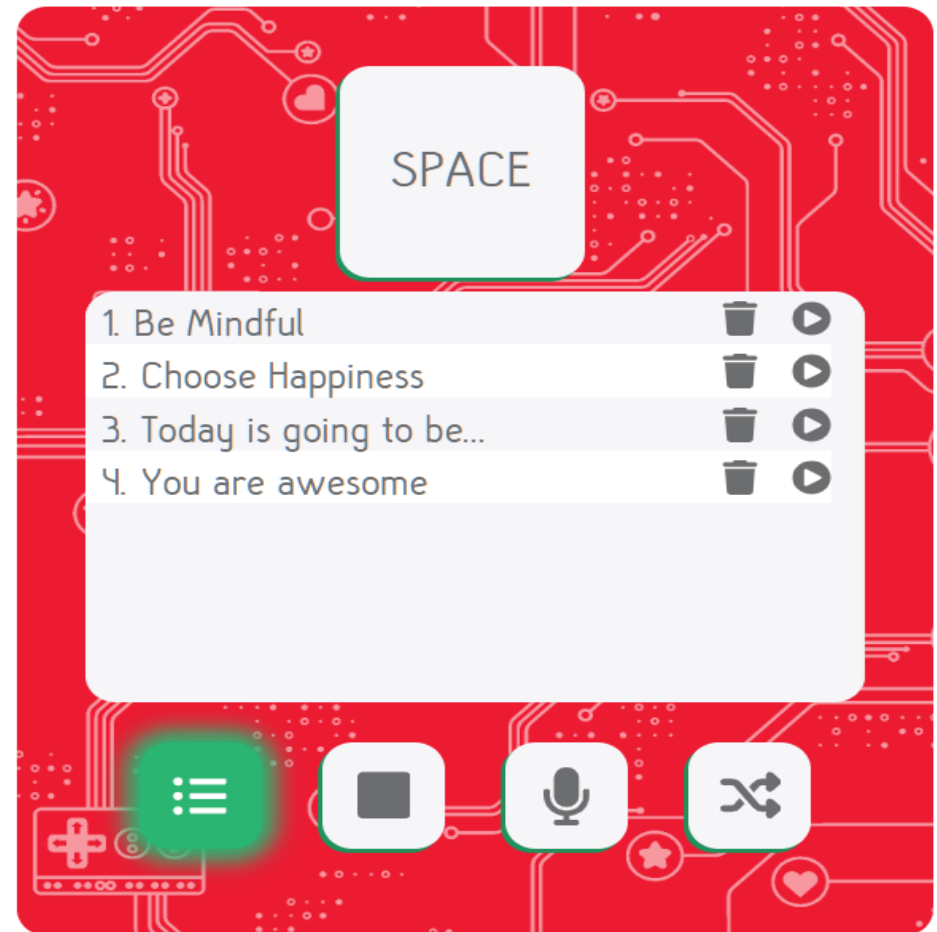 SPACE
1. Be Mindful
2. Choose Happiness
3. Today is going to be...
4. You are awesome